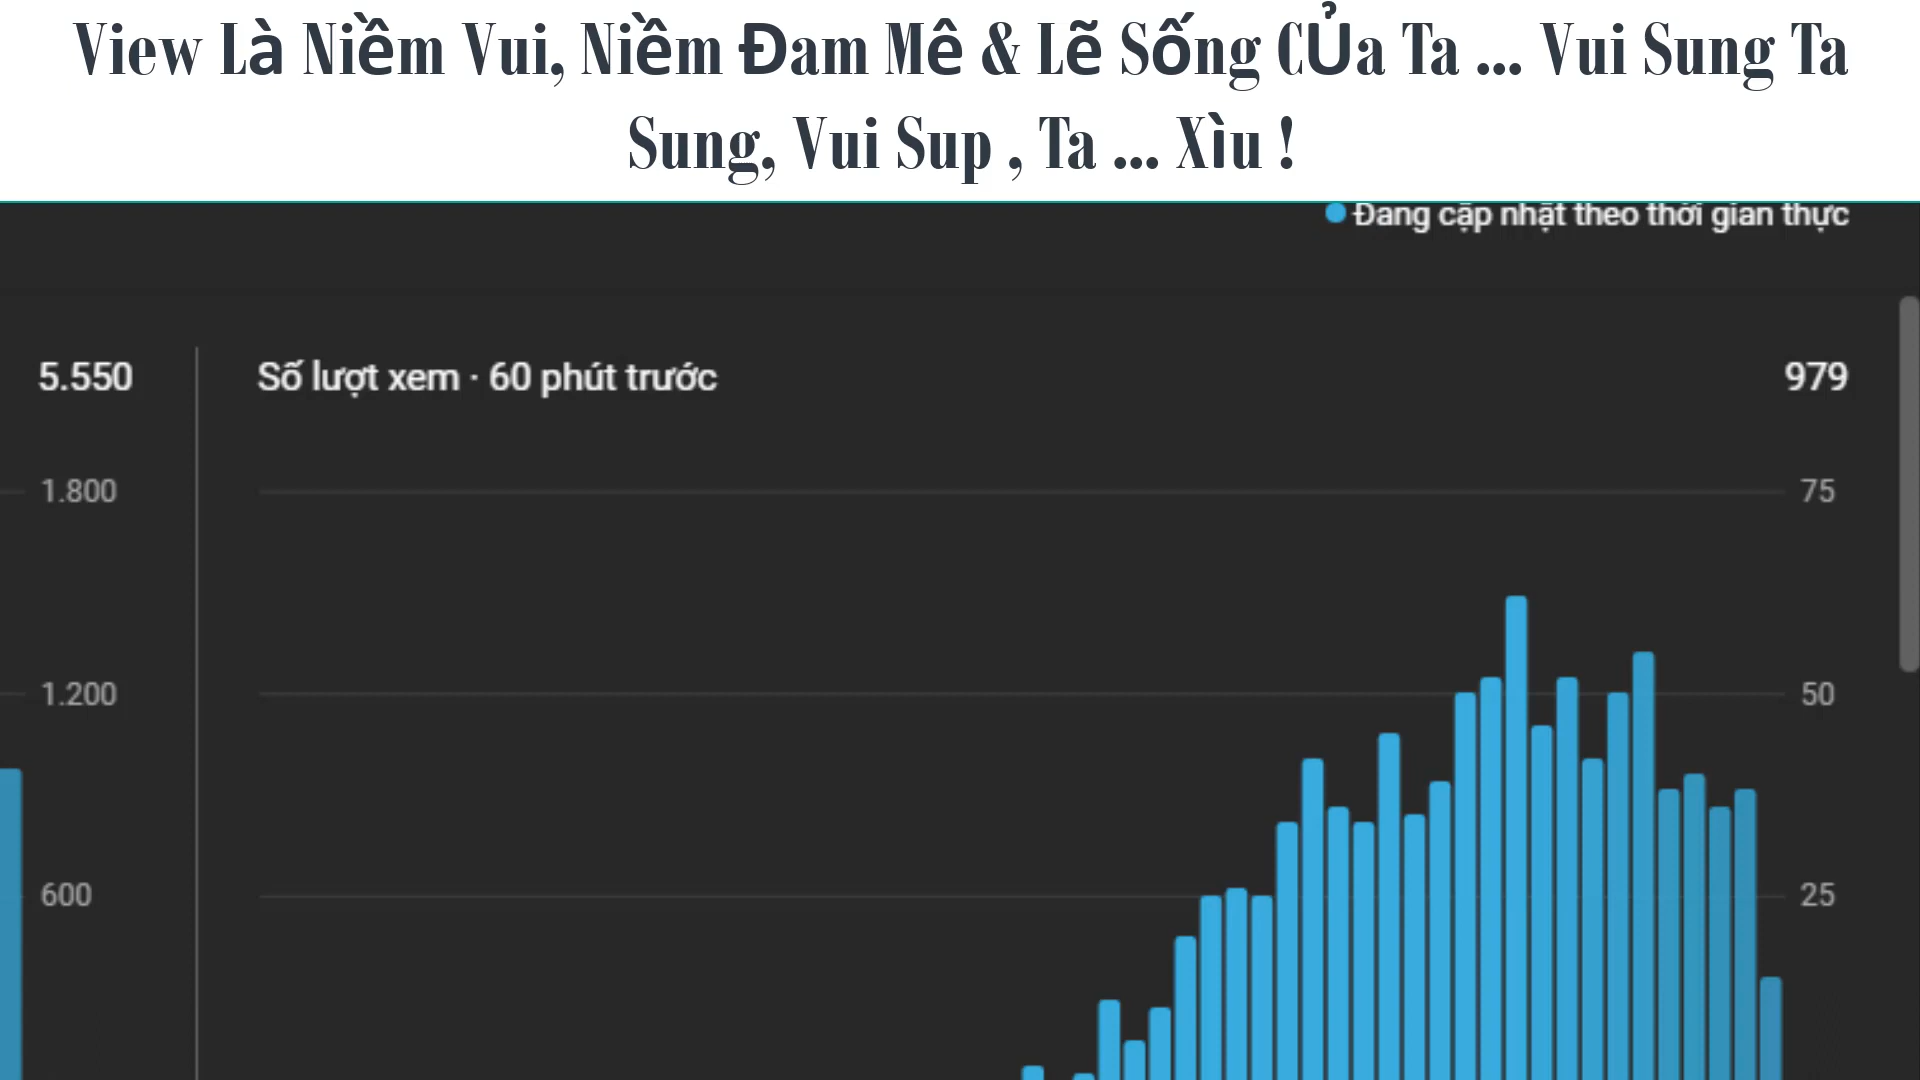 View Là Niềm Vui, Niềm Đam Mê & Lẽ Sống CỦa Ta ... Vui Sung Ta
Sung, Vui Sup , Ta ... Xìu !
Đang cập nhật theo thời gian thực
5.550
Số lượt xem · 60 phút trước
979
1.800
75
1.200
50
600
25